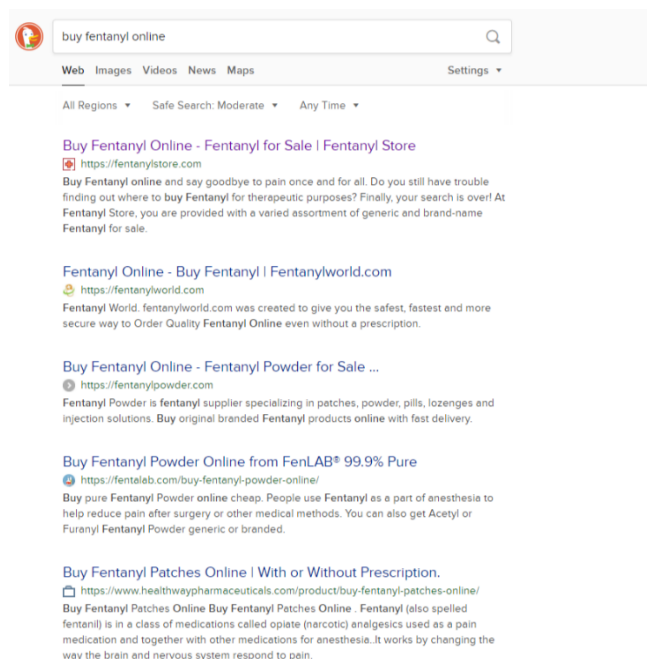 buy fentanyl online
Web Images Videos News Maps Settings
All Regions Safe Search: Moderate Any Time
Buy Fentanyl Online - Fentanyl for Sale | Fentanyl Store
https://fentanylstore.com
Buy Fentanyl online and say goodbye to pain once and for all. Do you still have trouble
finding out where to buy Fentanyl for therapeutic purposes? Finally, your search is over! At
Fentanyl Store, you are provided with a varied assortment of generic and brand-name
Fentanyl for sale.
Fentanyl Online - Buy Fentanyl | Fentanylworld.com
https://fentanylworld.com
Fentanyl World. fentanylworld.com was created to give you the safest, fastest and more
secure way to Order Quality Fentanyl Online even without a prescription.
Buy Fentanyl Online - Fentanyl Powder for Sale ...
https://fentanylpowder.com
Fentanyl Powder is fentanyl supplier specializing in patches, powder, pills, lozenges and
injection solutions. Buy original branded Fentanyl products online with fast delivery.
Buy Fentanyl Powder Online from FenLAB® 99.9% Pure
https://fentalab.com/buy-fentanyl-powder-online/
Buy pure Fentanyl Powder online cheap. People use Fentanyl as a part of anesthesia to
help reduce pain after surgery or other medical methods. You can also get Acetyl or
Furanyl Fentanyl Powder generic or branded.
Buy Fentanyl Patches Online | With or Without Prescription.
https://www.healthwaypharmaceuticals.com/product/buy-fentanyl-patches-online/
Buy Fentanyl Patches Online Buy Fentanyl Patches Online . Fentanyl (also spelled
fentanil) is in a class of medications called opiate (narcotic) analgesics used as a pain
medication and together with other medications for anesthesia..It works by changing the
way the brain and nervous system respond to pain.